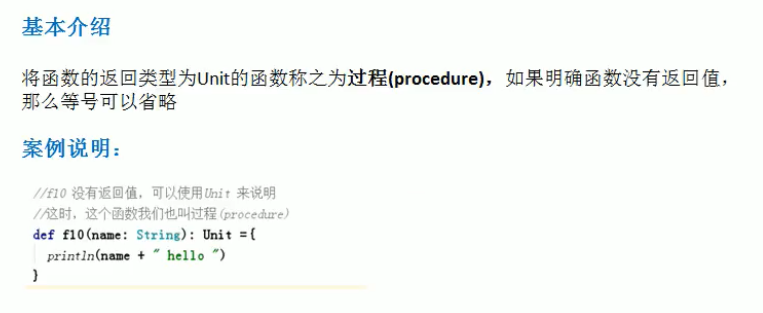 基本介绍
将函数的返回类型为Unit的函数称之为过程(procedure)，如果明确函数没有返回值，
那么等号可以省略
案例说明：
//f10 没有返回值，可以使用Unit 来说明
//这时，这个函数我们也叫过程(procedure)
def f10(name: String): Unit ={
println(name + " hello ")
}